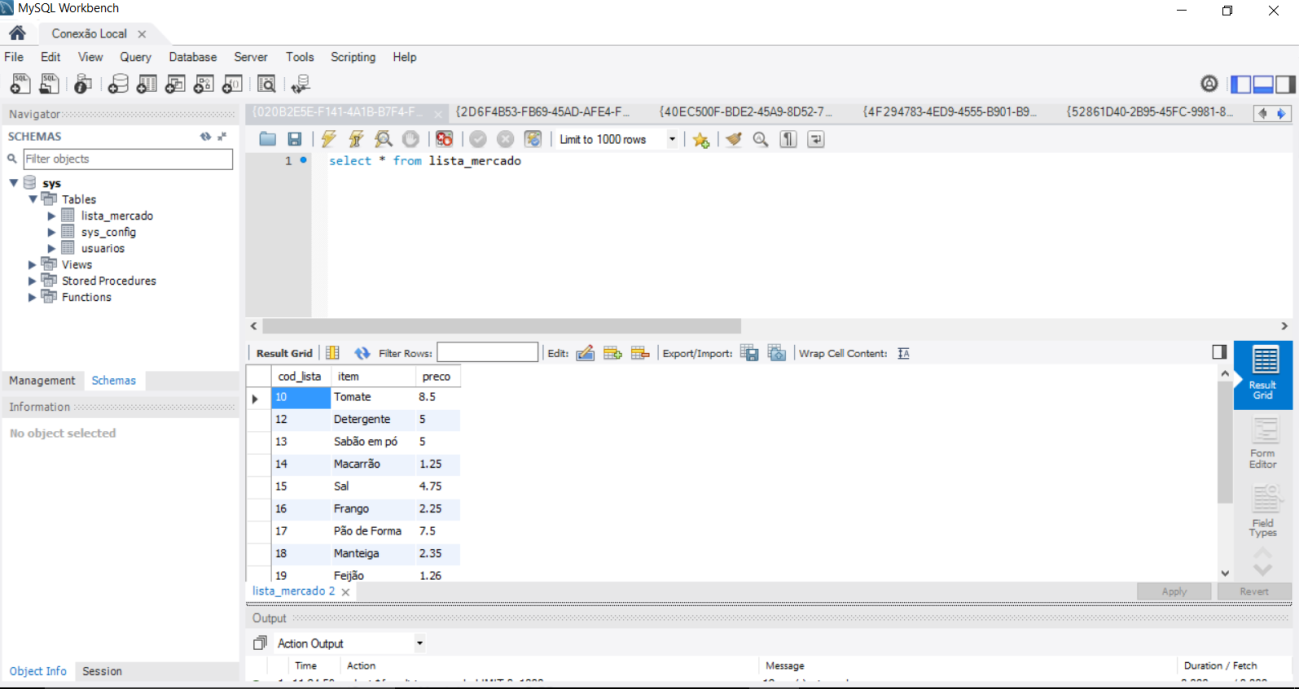 MySQL Workbench
Conexão Local
File Edit View Query Database Server Tools Scripting Help
Navigator
{020B2E5E-F141-4A1B-B7F4-F... {2D6F4B53-FB69-45AD-AFE4-F... {40EC500F-BDE2-45A9-8D52-7... {4F294783-4ED9-4555-B901-B9... {52861D40-2B95-45FC-9981-8...
SCHEMAS
Limit to 1000 rows
Filter objects
1 select * from lista_mercado
sys
Tables
lista_mercado
sys_config
usuarios
Views
Stored Procedures
Functions
Result Grid Filter Rows: Edit: Export/Import: Wrap Cell Content:
cod_lista item preco
10 Tomate 8.5
12 Detergente 5
13 Sabão em pó 5
14 Macarrão 1.25
15 Sal 4.75
16 Frango 2.25
17 Pão de Forma 7.5
18 Manteiga 2.35
19 Feijão 1.26
Result
Grid
Form
Editor
Field
Types
Management Schemas
Information
No object selected
lista_mercado 2
Apply Revert
Output
Action Output
Time Action Message Duration / Fetch
Object Info Session